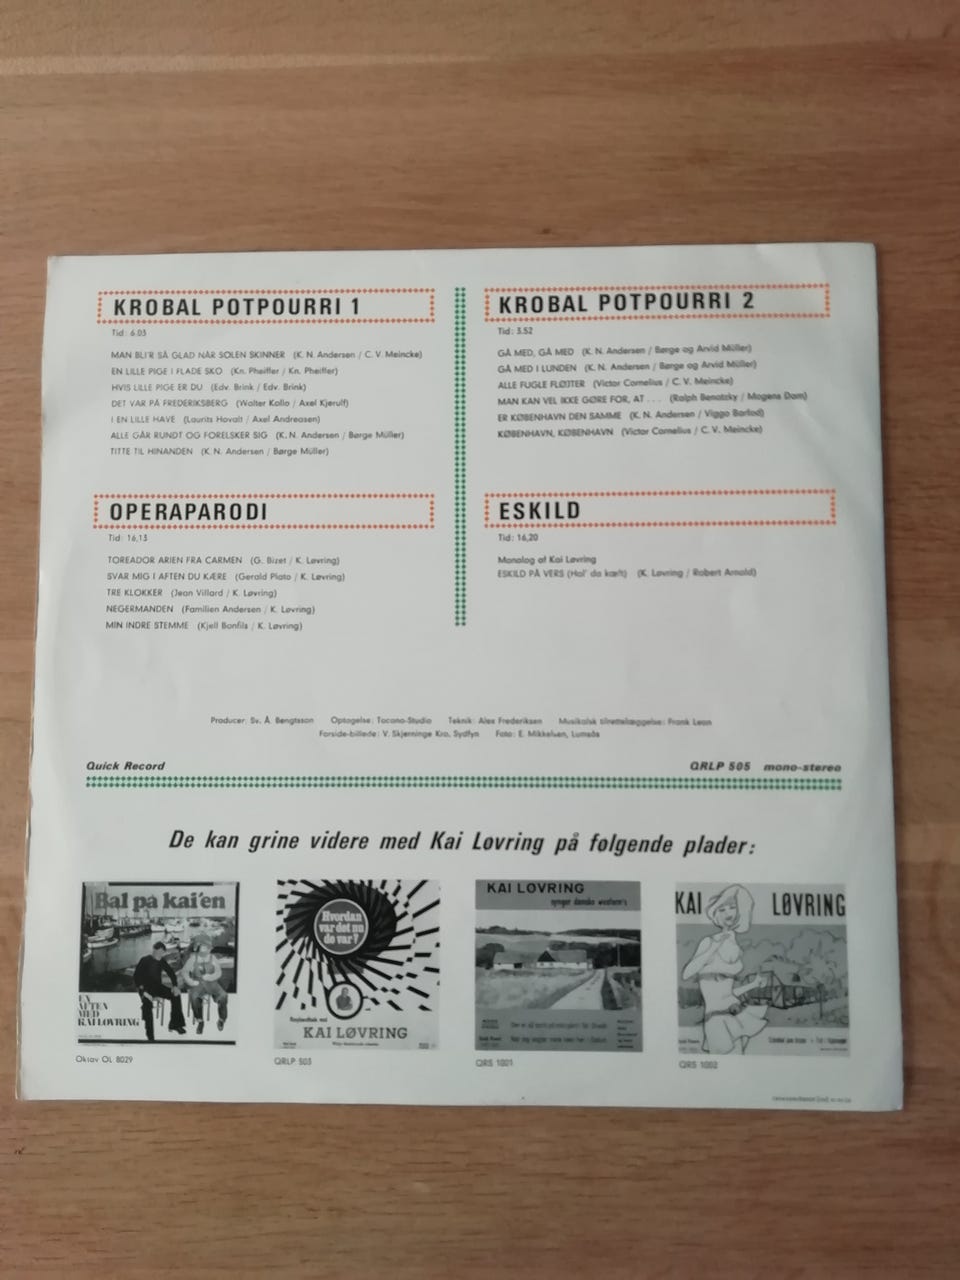 KROBAL POTPOURRI 1
Tid: 6.03
MAN BLI'R SÅ GLAD NÅR SOLEN SKINNER (K. N. Andersen / C. V. Meincke)
EN LILLE PIGE I FLADE SKO (Kn. Pheiffer / Kn. Pheiffer)
HVIS LILLE PIGE ER DU (Edv. Brink / Edv. Brink)
DET VAR PÅ FREDERIKSBERG (Walter Kollo / Axel Kjerulf)
I EN LILLE HAVE (Laurits Hovalt / Axel Andreasen)
ALLE GÅR RUNDT OG FORELSKER SIG (K. N. Andersen / Børge Müller)
TITTE TIL HINANDEN (K. N. Andersen / Børge Müller)
KROBAL POTPOURRI 2
Tid: 3.52
GÅ MED, GÅ MED (K. N. Andersen / Børge og Arvid Müller)
GÅ MED I LUNDEN (K. N. Andersen / Børge og Arvid Müller)
ALLE FUGLE FLØJTER (Victor Cornelius / C. V. Meincke)
MAN KAN VEL IKKE GØRE FOR, AT . . . (Ralph Benatzky / Mogens Dam)
ER KØBENHAVN DEN SAMME (K. N. Andersen / Viggo Barfod)
KØBENHAVN, KØBENHAVN (Victor Cornelius / C. V. Meincke)
OPERAPARODI
Tid: 16,13
TOREADOR ARIEN FRA CARMEN (G. Bizet / K. Løvring)
SVAR MIG I AFTEN DU KÆRE (Gerald Plato / K. Løvring)
TRE KLOKKER (Jean Villard / K. Løvring)
NEGERMANDEN (Familien Andersen / K. Løvring)
MIN INDRE STEMME (Kjell Bonfils / K. Løvring)
ESKILD
Tid: 16,20
Monolog af Kai Løvring
ESKILD PÅ VERS (Hol' da kæft) (K. Løvring / Robert Arnold)
Producer: Sv. Å. Bengtsson Optagelse: Tocano-Studio Teknik: Alex Frederiksen Musikalsk tilrettelæggelse: Frank Leon
Forside-billede: V. Skjerninge Kro, Sydfyn Foto: E. Mikkelsen, Lumsås
Quick Record QRLP 505 mono-stereo
De kan grine videre med Kai Løvring på følgende plader:
Bal på kai'en
EN
AFTEN
MED
KAI LØVRING
Oktav OL 8029
Hvordan
var det nu
de var?
KAI LØVRING
QRLP 503
KAI LØVRING
synger danske western's
QRS 1001
KAI LØVRING
QRS 1002